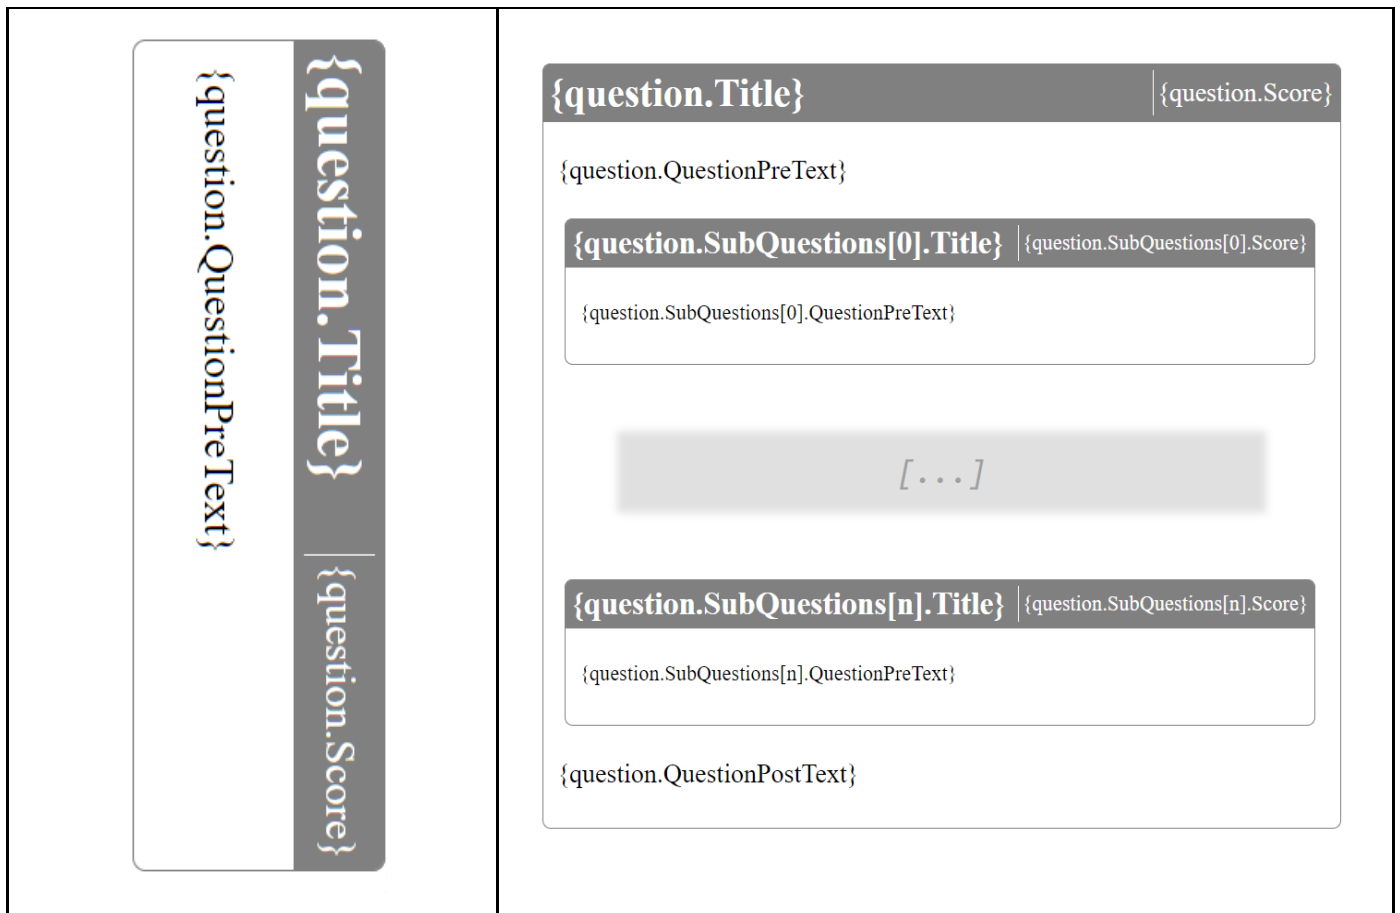 {question.Title}
{question.Score}
{question.QuestionPreText}
{question.Title}
{question.Score}
{question.QuestionPreText}
{question.SubQuestions[0].Title}
{question.SubQuestions[0].Score}
{question.SubQuestions[0].QuestionPreText}
[...]
{question.SubQuestions[n].Title}
{question.SubQuestions[n].Score}
{question.SubQuestions[n].QuestionPreText}
{question.QuestionPostText}